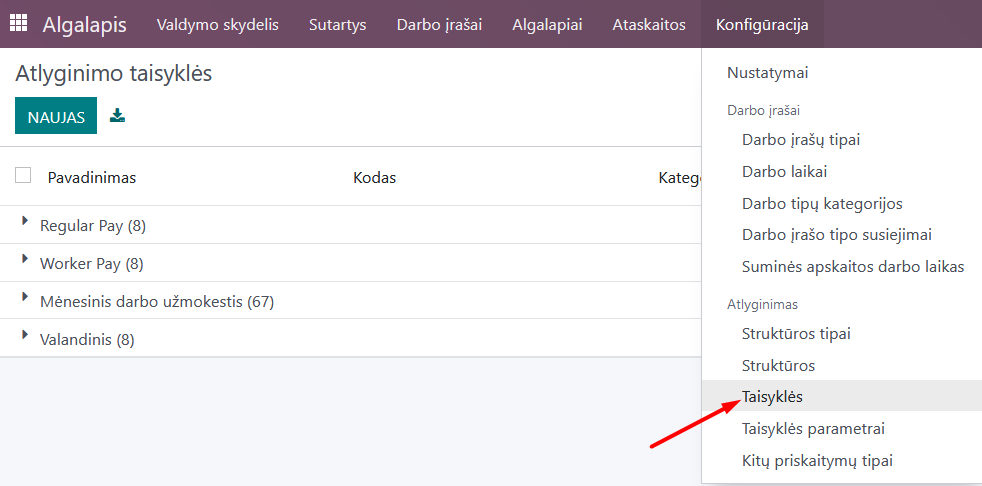 Algalapis Valdymo skydelis Sutartys Darbo įrašai Algalapiai Ataskaitos Konfigūracija
Atlyginimo taisyklės
NAUJAS
Pavadinimas Kodas
Regular Pay (8)
Worker Pay (8)
Mėnesinis darbo užmokestis (67)
Valandinis (8)
Nustatymai
Darbo įrašai
Darbo įrašų tipai
Darbo laikai
Darbo tipų kategorijos
Darbo įrašo tipo susiejimai
Suminės apskaitos darbo laikas
Atlyginimas
Struktūros tipai
Struktūros
Taisyklės
Taisyklės parametrai
Kitų priskaitymų tipai